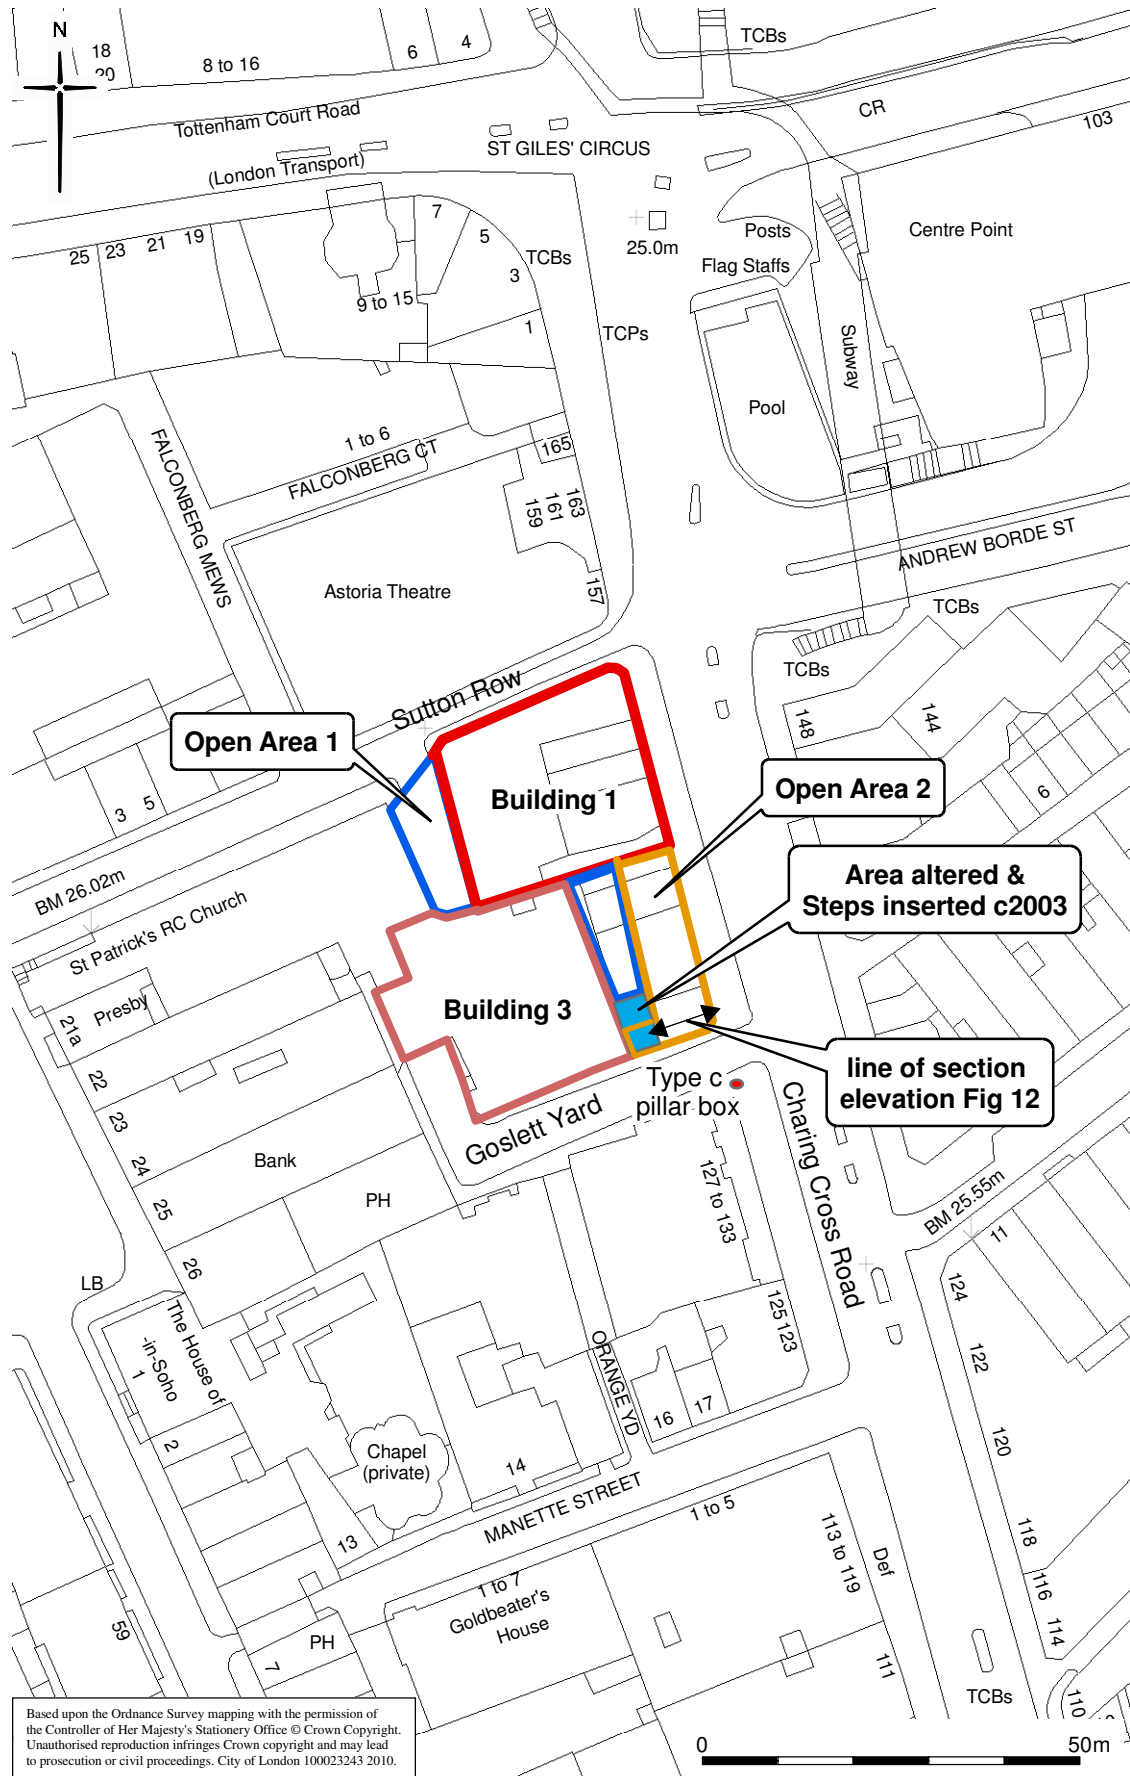 N
18
20
8 to 16
6
4
TCBs
Tottenham Court Road
(London Transport)
ST GILES' CIRCUS
CR
103
25.0m
Posts
Flag Staffs
Centre Point
25
23
21
19
7
5
3
1
TCBs
9 to 15
TCPs
Subway
Pool
FALCONBERG MEWS
1 to 6
FALCONBERG CT
165
163
161
159
157
Astoria Theatre
ANDREW BORDE ST
TCBs
TCBs
148
144
6
Sutton Row
Open Area 1
Building 1
Open Area 2
Area altered &
Steps inserted c2003
3
5
BM 26.02m
St Patrick's RC Church
Presby
21a
22
23
24
25
26
Building 3
line of section
elevation Fig 12
Type c
pillar box
Goslett Yard
Charing Cross Road
Bank
PH
127 to 133
BM 25.55m
11
LB
The House of
-in-Soho
1
2
125
123
124
122
120
118
116
114
110
ORANGE YD
16
17
Chapel
(private)
14
13
MANETTE STREET
1 to 5
113 to 119
Def
111
1 to 7
Goldbeater's
House
59
PH
7
TCBs
Based upon the Ordnance Survey mapping with the permission of
the Controller of Her Majesty's Stationery Office © Crown Copyright.
Unauthorised reproduction infringes Crown copyright and may lead
to prosecution or civil proceedings. City of London 100023243 2010.
0
50m